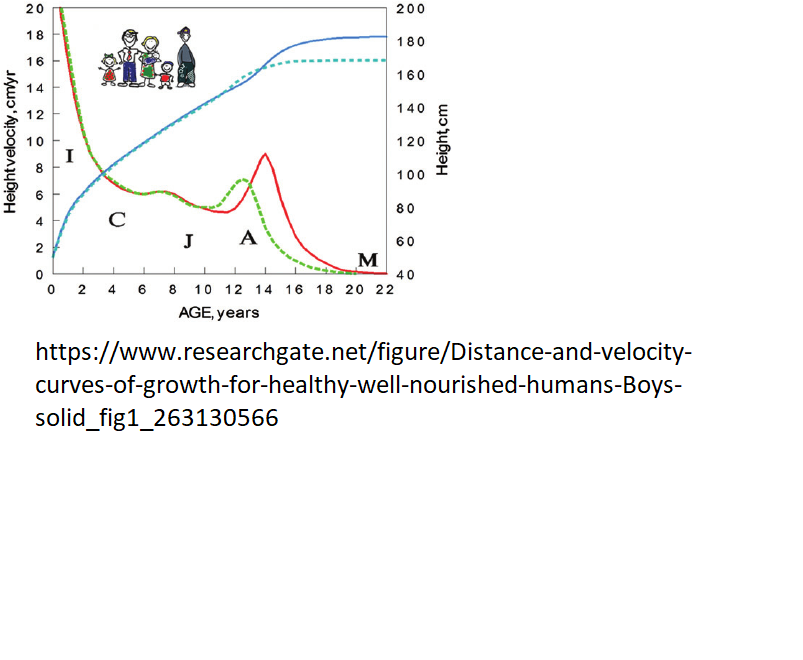 20 200
18 180
16 160
14 140
12 120
10 100
8 80
6 60
4 40
2
0
Height velocity, cm/yr
Height, cm
I
C
J
A
M
0 2 4 6 8 10 12 14 16 18 20 22
AGE, years
https://www.researchgate.net/figure/Distance-and-velocity-
curves-of-growth-for-healthy-well-nourished-humans-Boys-
solid_fig1_263130566